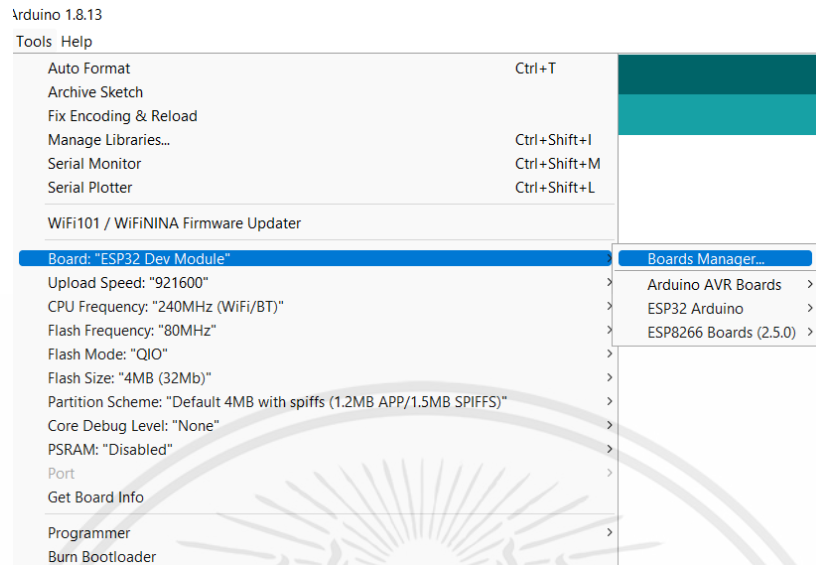 Arduino 1.8.13
Tools Help
Auto Format Ctrl+T
Archive Sketch
Fix Encoding & Reload
Manage Libraries... Ctrl+Shift+I
Serial Monitor Ctrl+Shift+M
Serial Plotter Ctrl+Shift+L
WiFi101 / WiFiNINA Firmware Updater
Board: "ESP32 Dev Module"
Upload Speed: "921600"
CPU Frequency: "240MHz (WiFi/BT)"
Flash Frequency: "80MHz"
Flash Mode: "QIO"
Flash Size: "4MB (32Mb)"
Partition Scheme: "Default 4MB with spiffs (1.2MB APP/1.5MB SPIFFS)"
Core Debug Level: "None"
PSRAM: "Disabled"
Port
Get Board Info
Programmer
Burn Bootloader
Boards Manager...
Arduino AVR Boards
ESP32 Arduino
ESP8266 Boards (2.5.0)